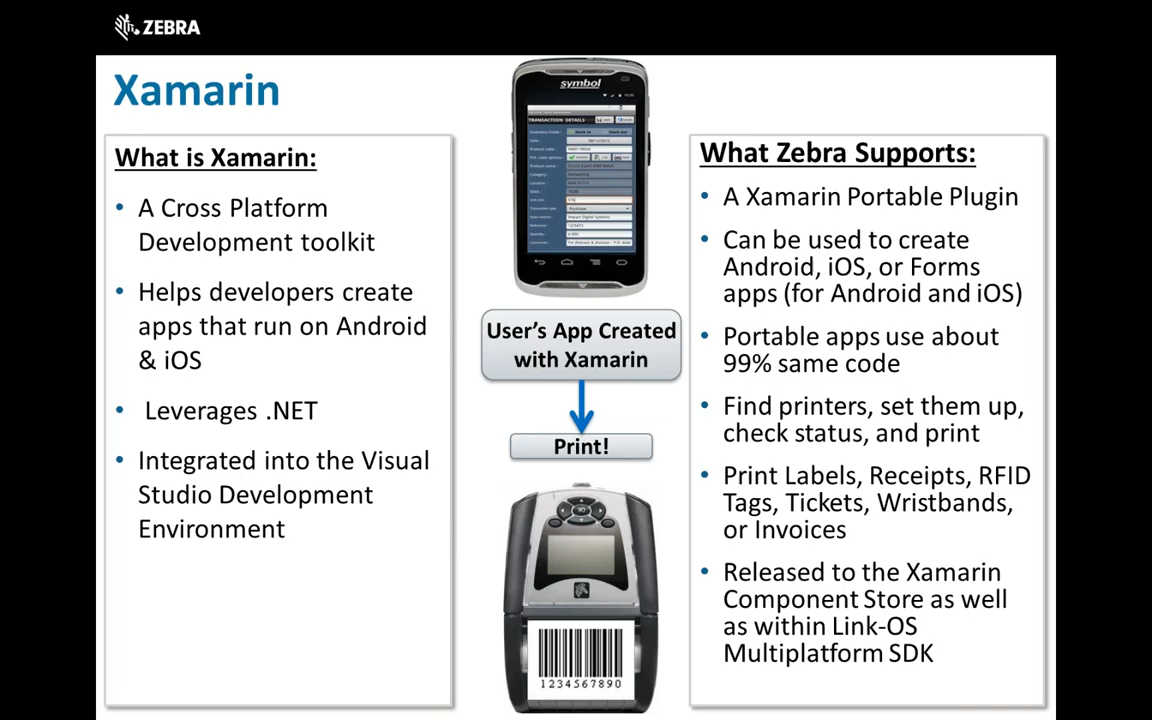 ZEBRA
Xamarin
What is Xamarin:
• A Cross Platform
Development toolkit
• Helps developers create
apps that run on Android
& iOS
• Leverages .NET
• Integrated into the Visual
Studio Development
Environment
symbol
TRANSACTION DETAILS
User's App Created
with Xamarin
Print!
1234567890
What Zebra Supports:
• A Xamarin Portable Plugin
• Can be used to create
Android, iOS, or Forms
apps (for Android and iOS)
• Portable apps use about
99% same code
• Find printers, set them up,
check status, and print
• Print Labels, Receipts, RFID
Tags, Tickets, Wristbands,
or Invoices
• Released to the Xamarin
Component Store as well
as within Link-OS
Multiplatform SDK